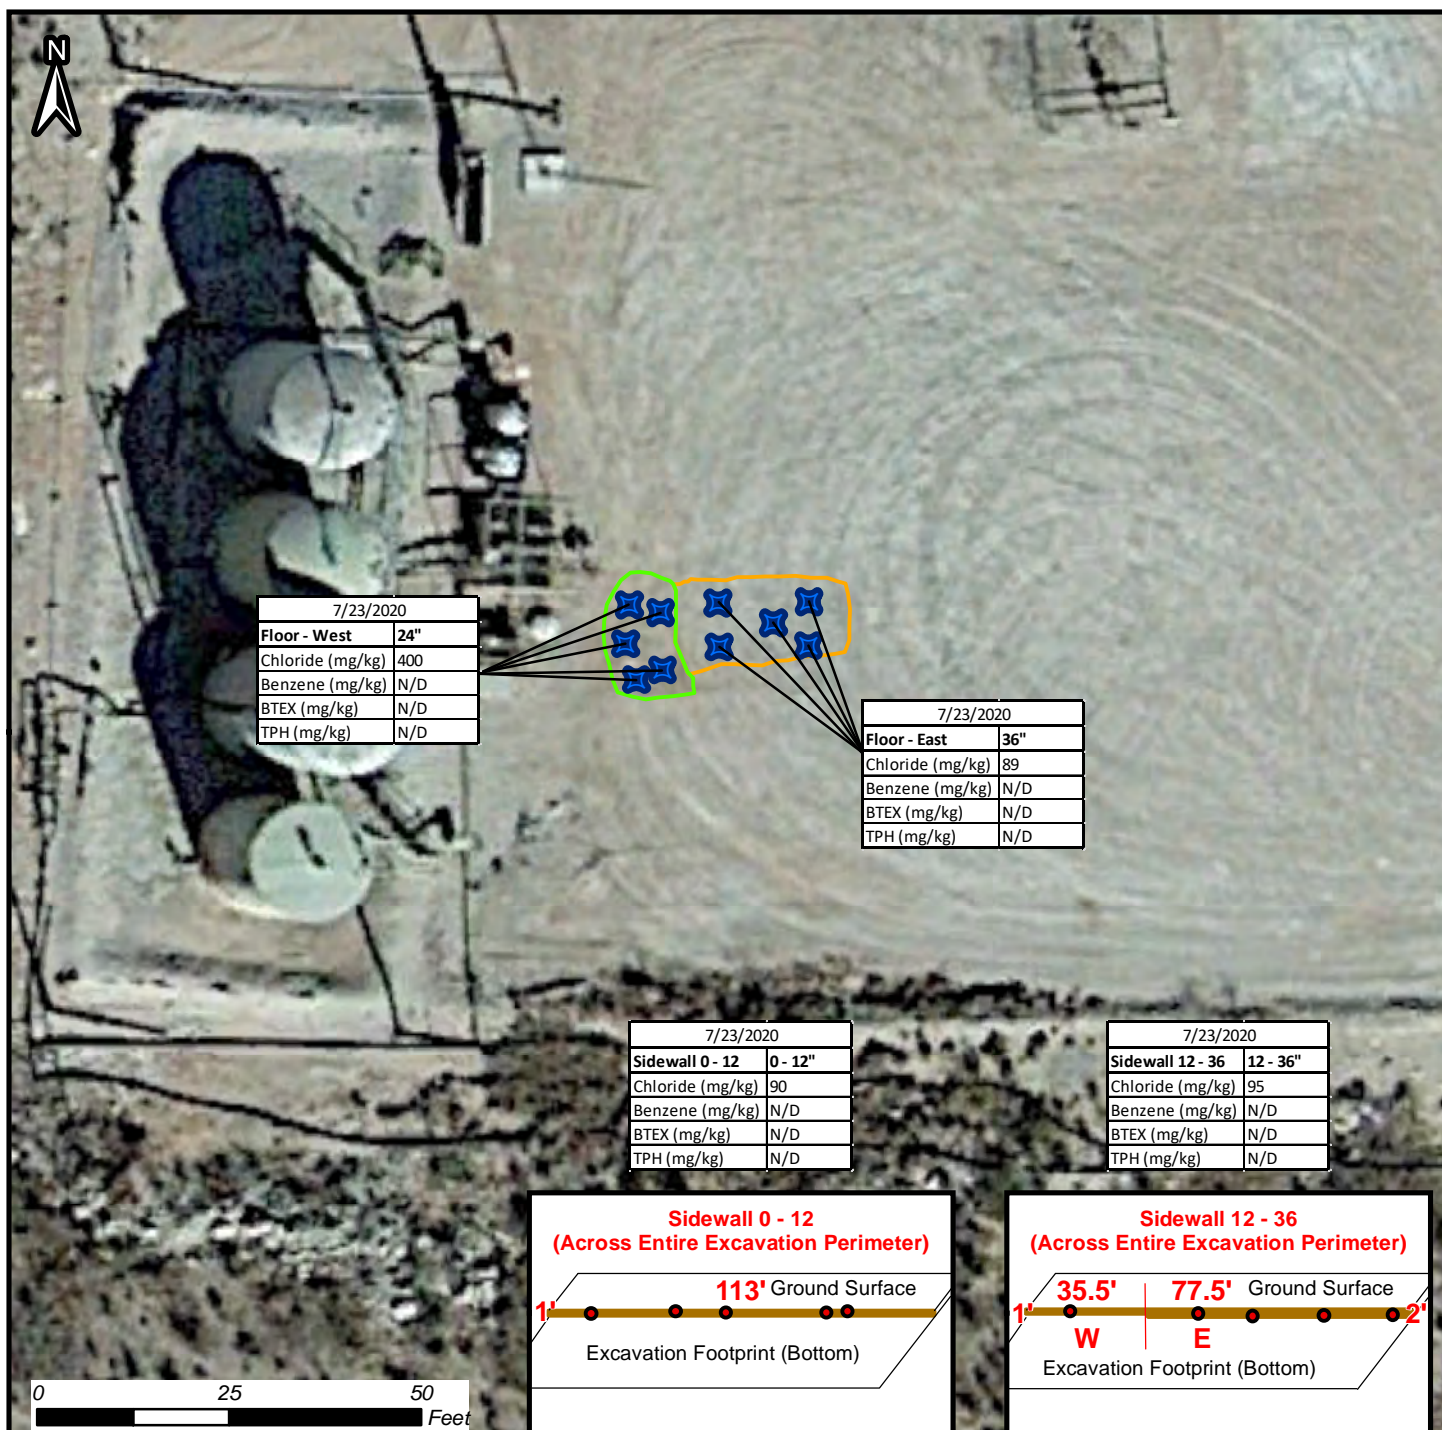 N
7/23/2020
Floor - West 24"
Chloride (mg/kg) 400
Benzene (mg/kg) N/D
BTEX (mg/kg) N/D
TPH (mg/kg) N/D
7/23/2020
Floor - East 36"
Chloride (mg/kg) 89
Benzene (mg/kg) N/D
BTEX (mg/kg) N/D
TPH (mg/kg) N/D
7/23/2020
Sidewall 0 - 12 0 - 12"
Chloride (mg/kg) 90
Benzene (mg/kg) N/D
BTEX (mg/kg) N/D
TPH (mg/kg) N/D
7/23/2020
Sidewall 12 - 36 12 - 36"
Chloride (mg/kg) 95
Benzene (mg/kg) N/D
BTEX (mg/kg) N/D
TPH (mg/kg) N/D
Sidewall 0 - 12
(Across Entire Excavation Perimeter)
113' Ground Surface
1'
Excavation Footprint (Bottom)
Sidewall 12 - 36
(Across Entire Excavation Perimeter)
35.5' 77.5' Ground Surface
1' 2'
W E
Excavation Footprint (Bottom)
0 25 50
Feet